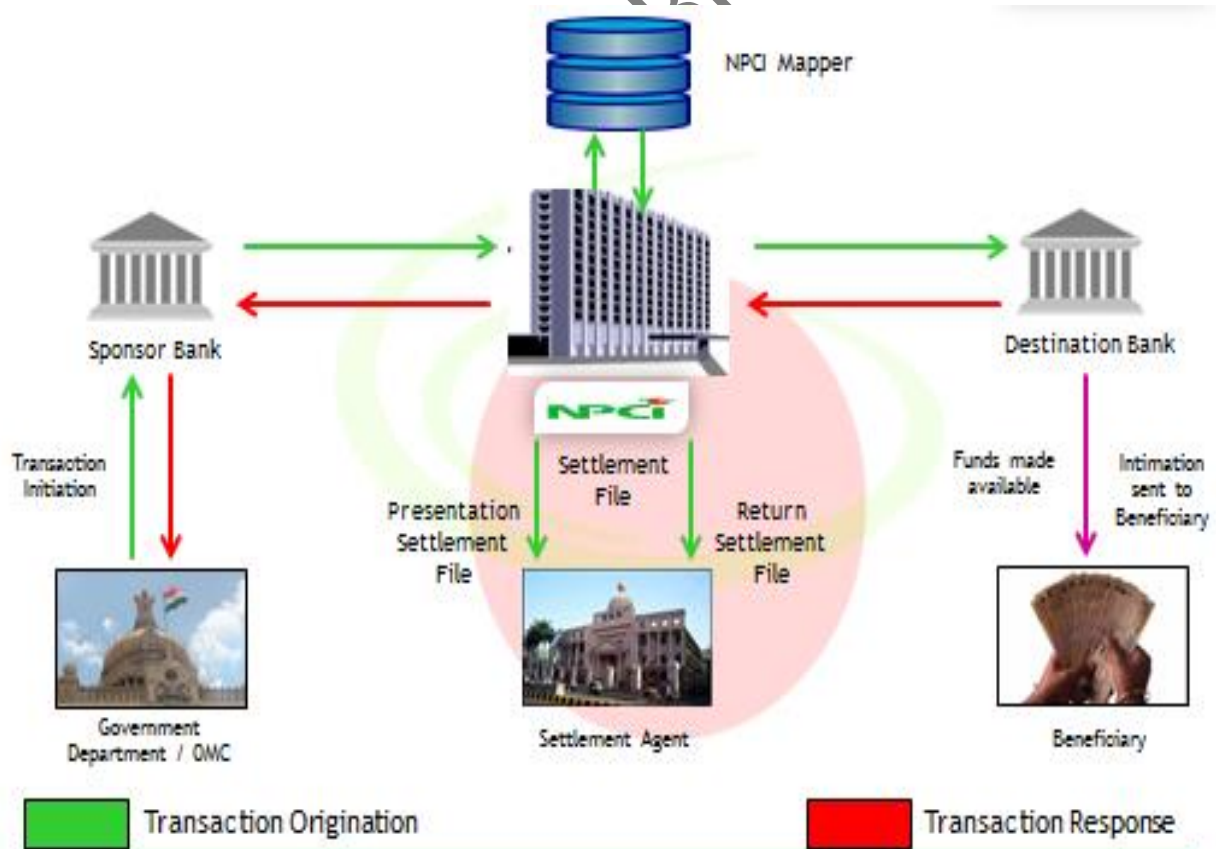 NPCI Mapper
Sponsor Bank
Destination Bank
NPCI
Transaction
Initiation
Settlement
File
Presentation
Settlement
File
Return
Settlement
File
Funds made
available
Intimation
sent to
Beneficiary
Government
Department / OMC
Settlement Agent
Beneficiary
Transaction Origination
Transaction Response